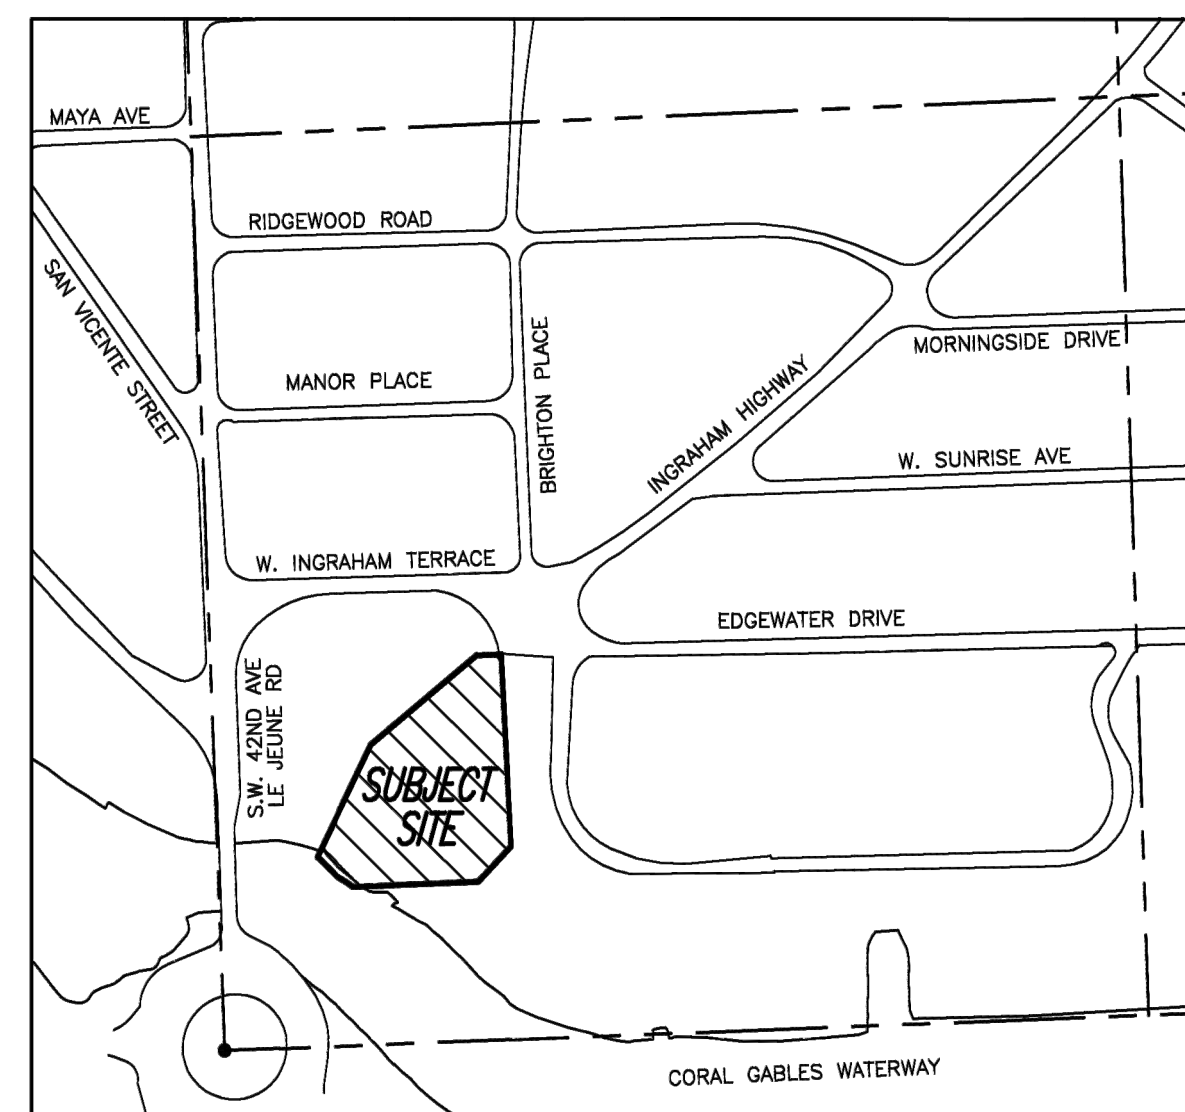 MAYA AVE
RIDGEWOOD ROAD
SAN VICENTE STREET
MANOR PLACE
BRIGHTON PLACE
INGRAHAM HIGHWAY
MORNINGSIDE DRIVE
W. SUNRISE AVE
W. INGRAHAM TERRACE
EDGEWATER DRIVE
S.W. 42ND AVE
LE JEUNE RD
SUBJECT
SITE
CORAL GABLES WATERWAY